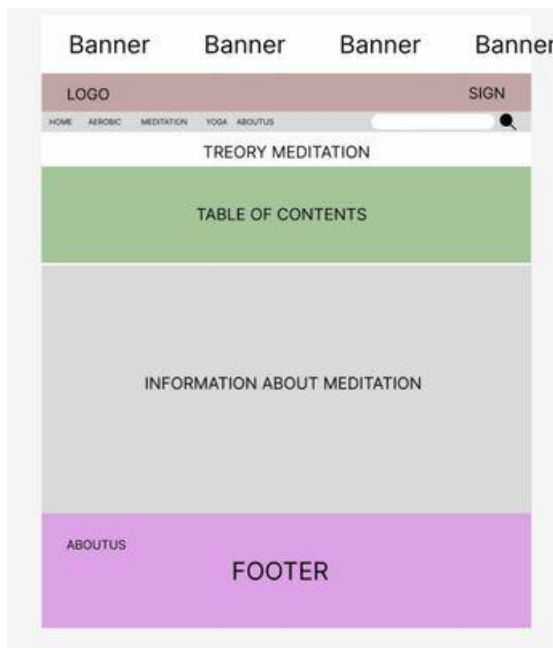 Banner Banner Banner Banner
LOGO SIGN
HOME AEROBIC MEDITATION YOGA ABOUTUS
TREORY MEDITATION
TABLE OF CONTENTS
INFORMATION ABOUT MEDITATION
ABOUTUS
FOOTER